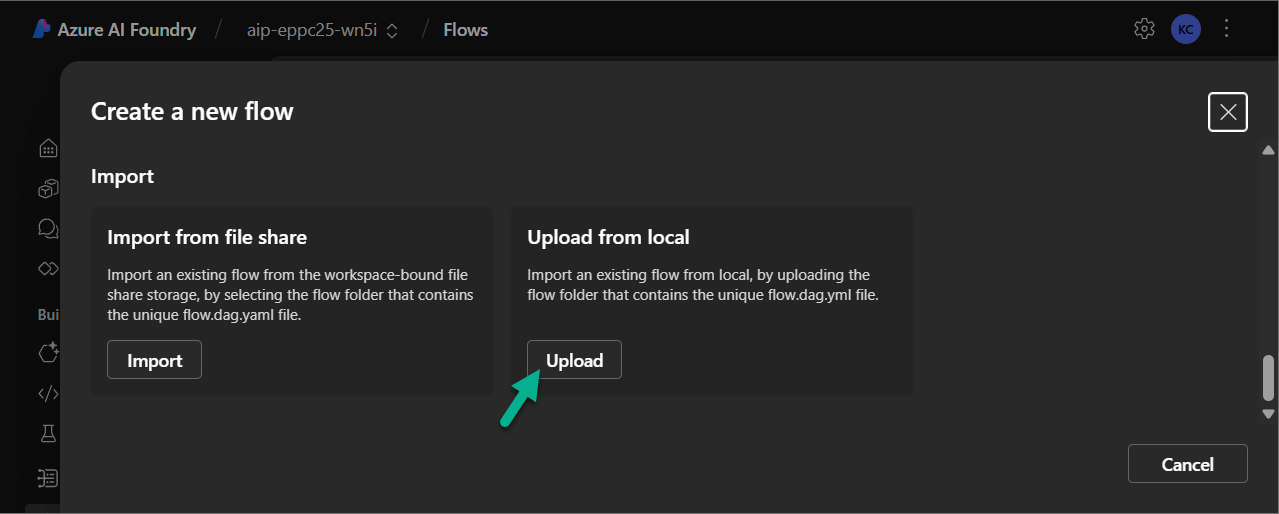 Azure AI Foundry / aip-eppc25-wn5i / Flows
KC
Create a new flow
Import
Import from file share
Import an existing flow from the workspace-bound file
share storage, by selecting the flow folder that contains
the unique flow.dag.yaml file.
Import
Upload from local
Import an existing flow from local, by uploading the
flow folder that contains the unique flow.dag.yml file.
Upload
Bui
Cancel